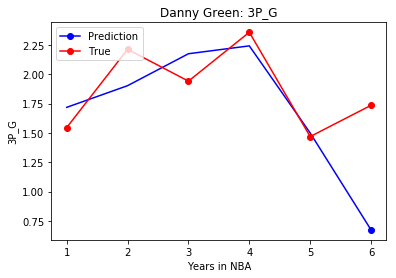 Danny Green: 3P_G
Prediction
True
3P_G
2.25
2.00
1.75
1.50
1.25
1.00
0.75
1 2 3 4 5 6
Years in NBA